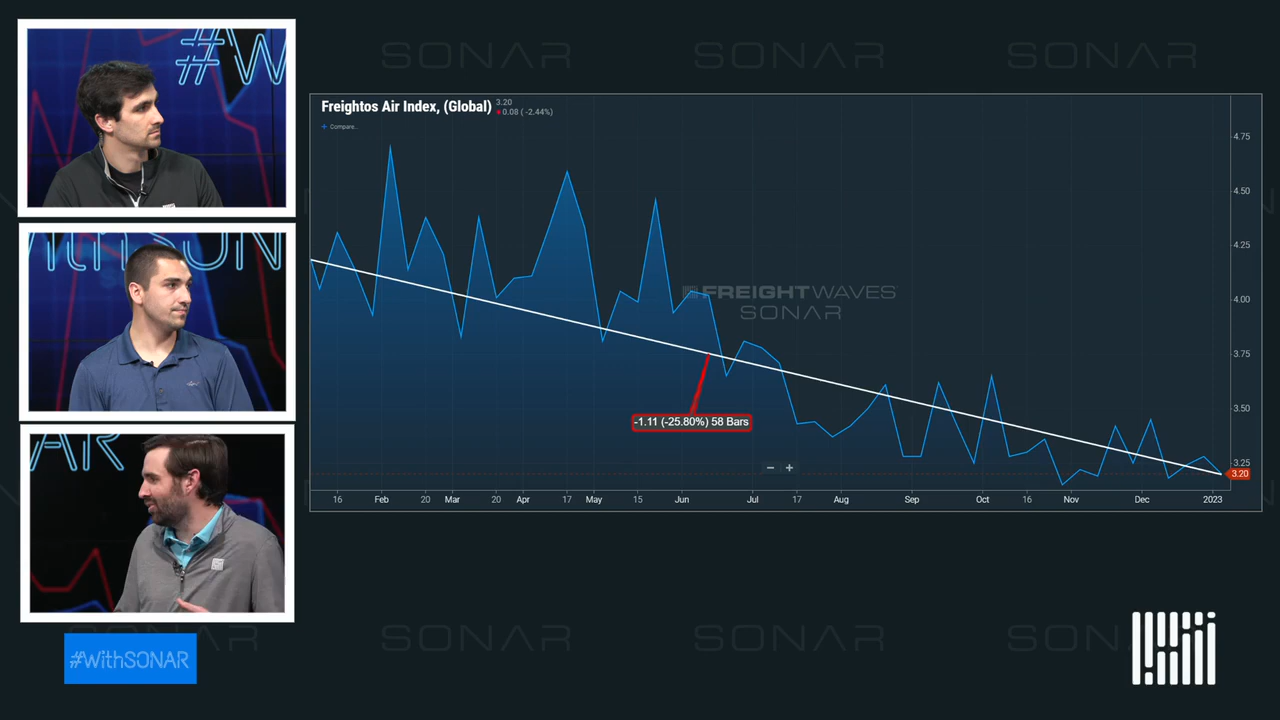 SONAR SONAR SONAR
#W
Freightos Air Index, (Global) 3.20
0.08 ( -2.44%)
+ Compare...
4.75
4.50
4.25
4.00
3.75
3.50
3.25
3.20
withSON
FREIGHTWAVES
SONAR
-1.11 (-25.80%) 58 Bars
− +
16 Feb 20 Mar 20 Apr 17 May 15 Jun Jul 17 Aug Sep Oct 16 Nov Dec 2023
AR
AR SONAR SONAR SONAR
#WithSONAR